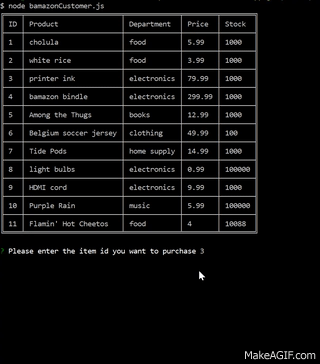 $ node bamazonCustomer.js
ID Product Department Price Stock
1 cholula food 5.99 1000
2 white rice food 3.99 1000
3 printer ink electronics 79.99 1000
4 bamazon bindle electronics 299.99 1000
5 Among the Thugs books 12.99 1000
6 Belgium soccer jersey clothing 49.99 100
7 Tide Pods home supply 14.99 1000
8 light bulbs electronics 0.99 100000
9 HDMI cord electronics 9.99 1000
10 Purple Rain music 5.99 100000
11 Flamin' Hot Cheetos food 4 10088
? Please enter the item id you want to purchase 3
MakeAGIF.com